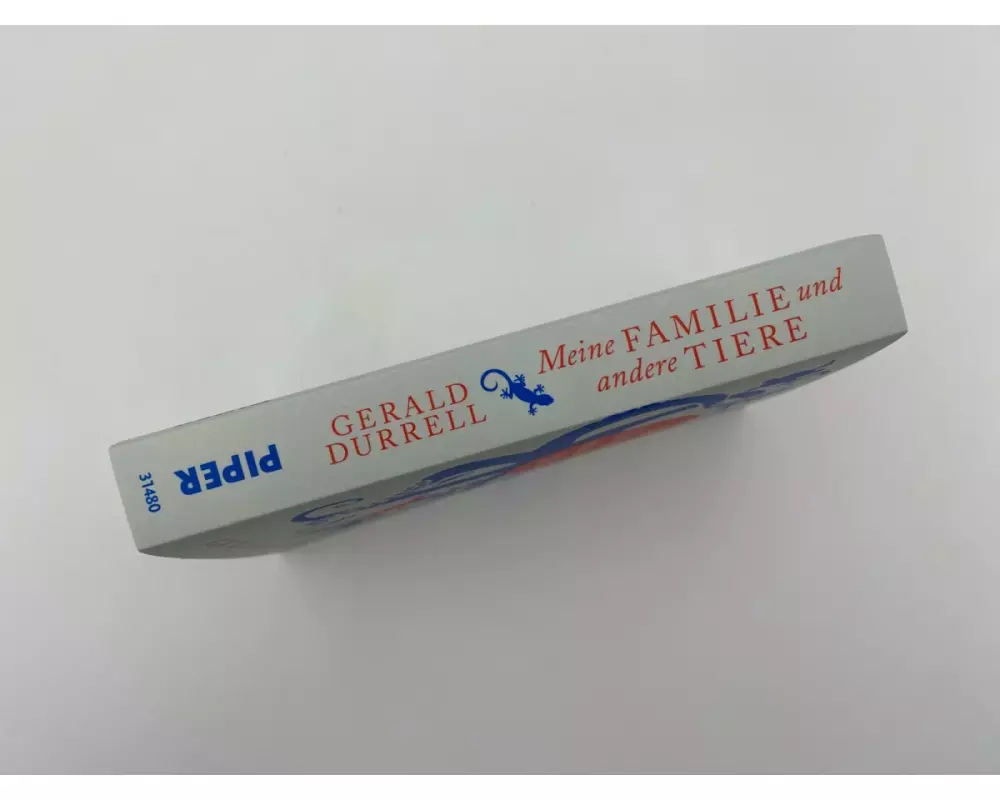 GERALD
DURRELL
Meine FAMILIE und
andere TIERE
PIPER
31480